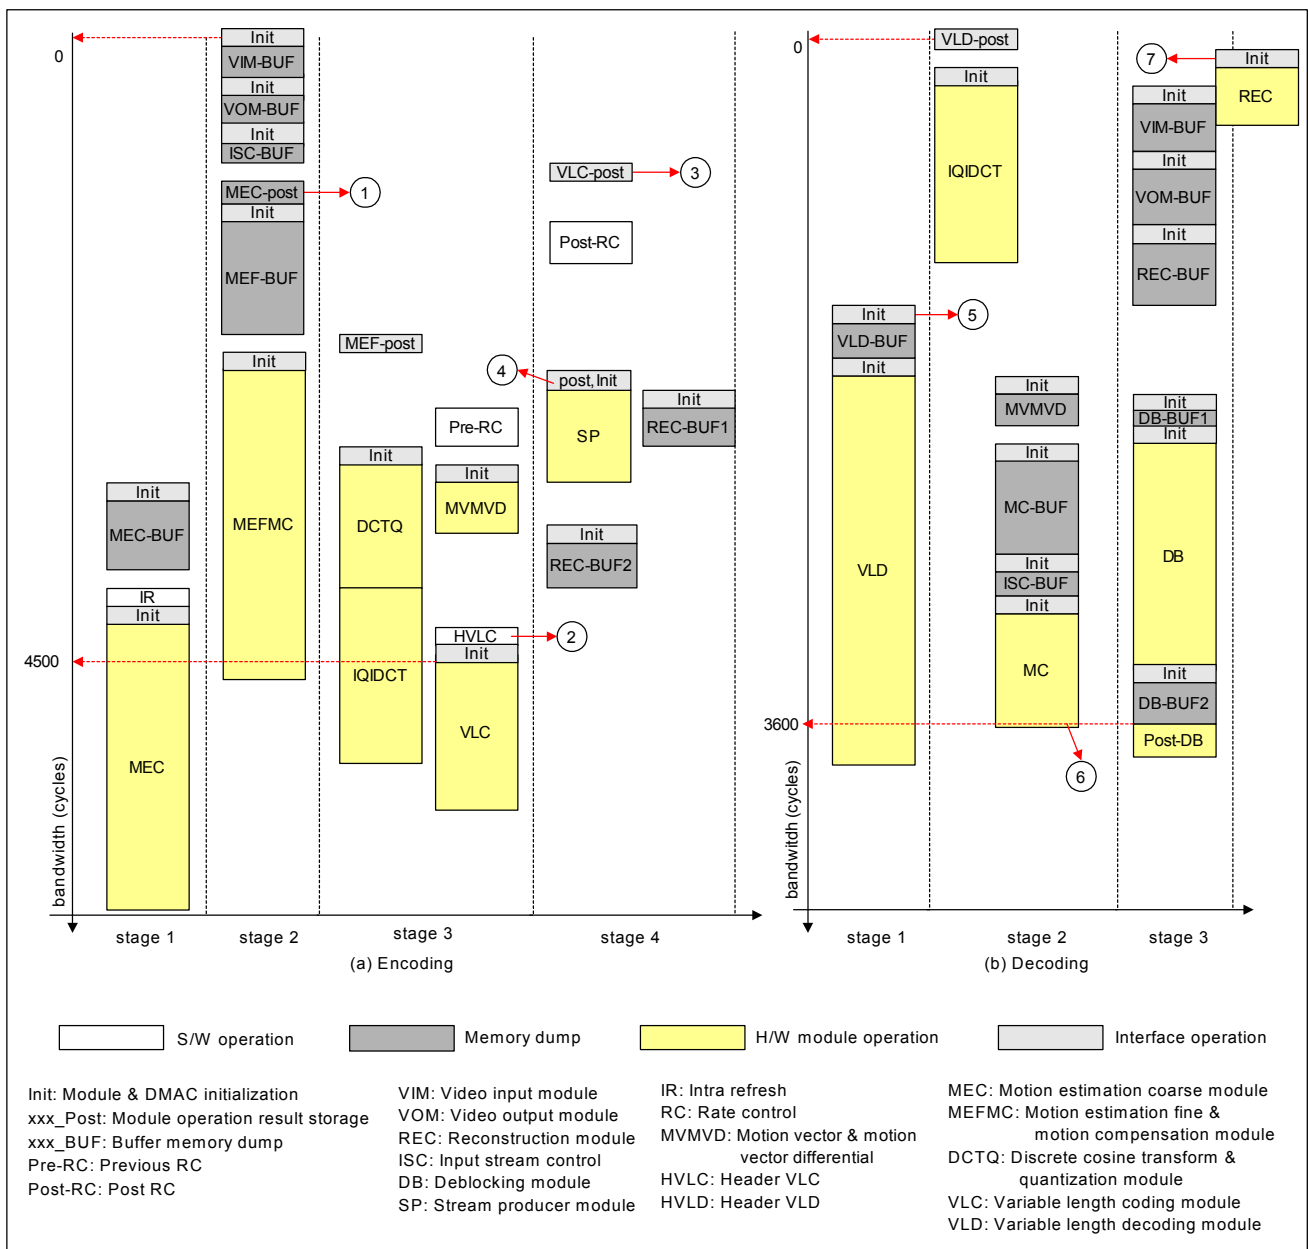 0
Init
VIM-BUF
Init
VOM-BUF
Init
ISC-BUF
MEC-post
1
Init
MEF-BUF
Init
MEFMC
Init
MEC-BUF
IR
Init
MEC
MEF-post
Init
DCTQ
IQIDCT
Pre-RC
Init
MVMVD
HVLC
2
Init
VLC
VLC-post
3
Post-RC
4
post, Init
SP
Init
REC-BUF1
Init
REC-BUF2
4500
bandwidth (cycles)
stage 1
stage 2
stage 3
stage 4
(a) Encoding
0
VLD-post
Init
IQIDCT
Init
5
VLD-BUF
Init
VLD
Init
MVMVD
Init
MC-BUF
Init
ISC-BUF
Init
MC
6
7
Init
REC
Init
VIM-BUF
Init
VOM-BUF
Init
REC-BUF
Init
DB-BUF1
Init
DB
Init
DB-BUF2
Post-DB
3600
bandwitdh (cycles)
stage 1
stage 2
stage 3
(b) Decoding
S/W operation
Memory dump
H/W module operation
Interface operation
Init: Module & DMAC initialization
xxx_Post: Module operation result storage
xxx_BUF: Buffer memory dump
Pre-RC: Previous RC
Post-RC: Post RC
VIM: Video input module
VOM: Video output module
REC: Reconstruction module
ISC: Input stream control
DB: Deblocking module
SP: Stream producer module
IR: Intra refresh
RC: Rate control
MVMVD: Motion vector & motion
vector differential
HVLC: Header VLC
HVLD: Header VLD
MEC: Motion estimation coarse module
MEFMC: Motion estimation fine &
motion compensation module
DCTQ: Discrete cosine transform &
quantization module
VLC: Variable length coding module
VLD: Variable length decoding module